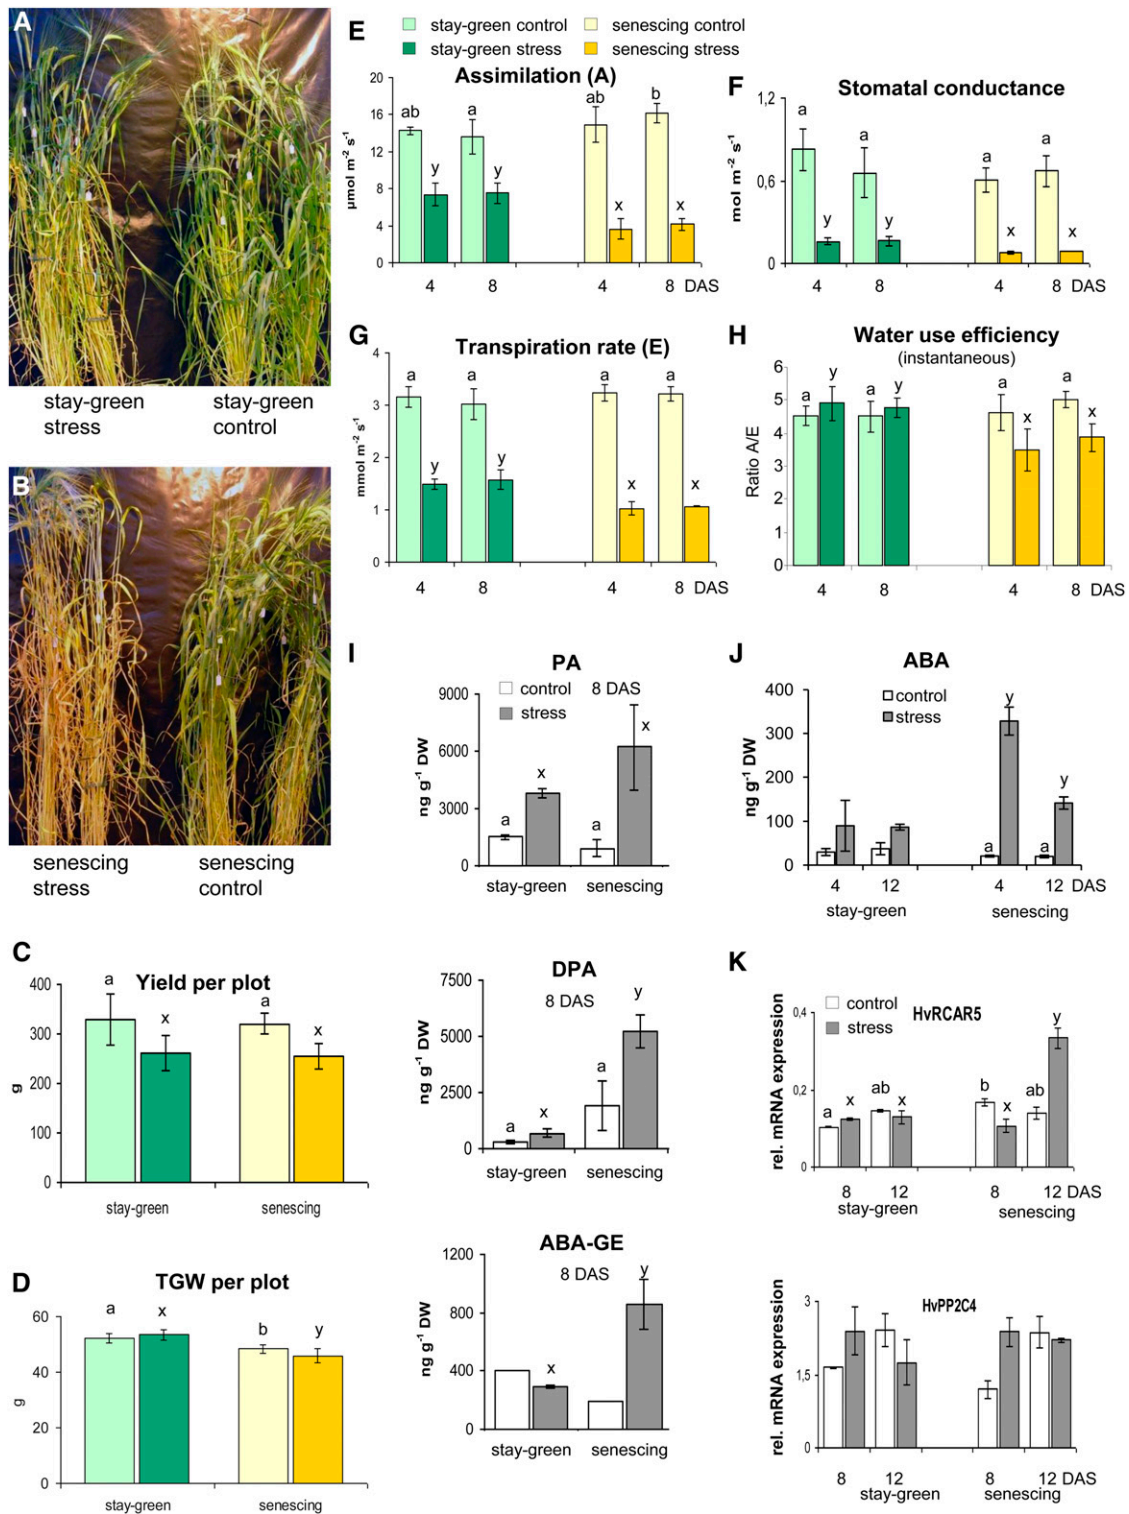 A
stay-green stress
stay-green control
B
senescing stress
senescing control
C
Yield per plot
g
400
300
200
100
0
a
x
a
x
stay-green
senescing
D
TGW per plot
g
60
40
20
0
a
x
b
y
stay-green
senescing
E
stay-green control
senescing control
stay-green stress
senescing stress
Assimilation (A)
µmol m⁻² s⁻¹
20
16
12
8
4
0
ab
y
a
y
ab
x
b
x
4
8
4
8 DAS
F
Stomatal conductance
mol m⁻² s⁻¹
1,2
0,6
0
a
y
a
y
a
x
a
x
4
8
4
8 DAS
G
Transpiration rate (E)
mmol m⁻² s⁻¹
4
3
2
1
0
a
y
a
y
a
x
a
x
4
8
4
8 DAS
H
Water use efficiency
(instantaneous)
Ratio A/E
6
5
4
3
2
1
0
a
y
a
y
a
x
a
x
4
8
4
8 DAS
I
PA
control
8 DAS
stress
ng g⁻¹ DW
9000
6000
3000
0
a
x
a
x
stay-green
senescing
DPA
8 DAS
ng g⁻¹ DW
7500
5000
2500
0
a
x
a
y
stay-green
senescing
ABA-GE
8 DAS
ng g⁻¹ DW
1200
800
400
0
x
y
stay-green
senescing
J
ABA
control
stress
ng g⁻¹ DW
400
300
200
100
0
a
y
a
y
4
12
4
12 DAS
stay-green
senescing
K
control
stress
HvRCAR5
rel. mRNA expression
0,4
0,2
0
a
x
ab
x
b
x
ab
y
8
12
8
12 DAS
stay-green
senescing
HvPP2C4
rel. mRNA expression
3
1,5
0
8
12
8
12 DAS
stay-green
senescing